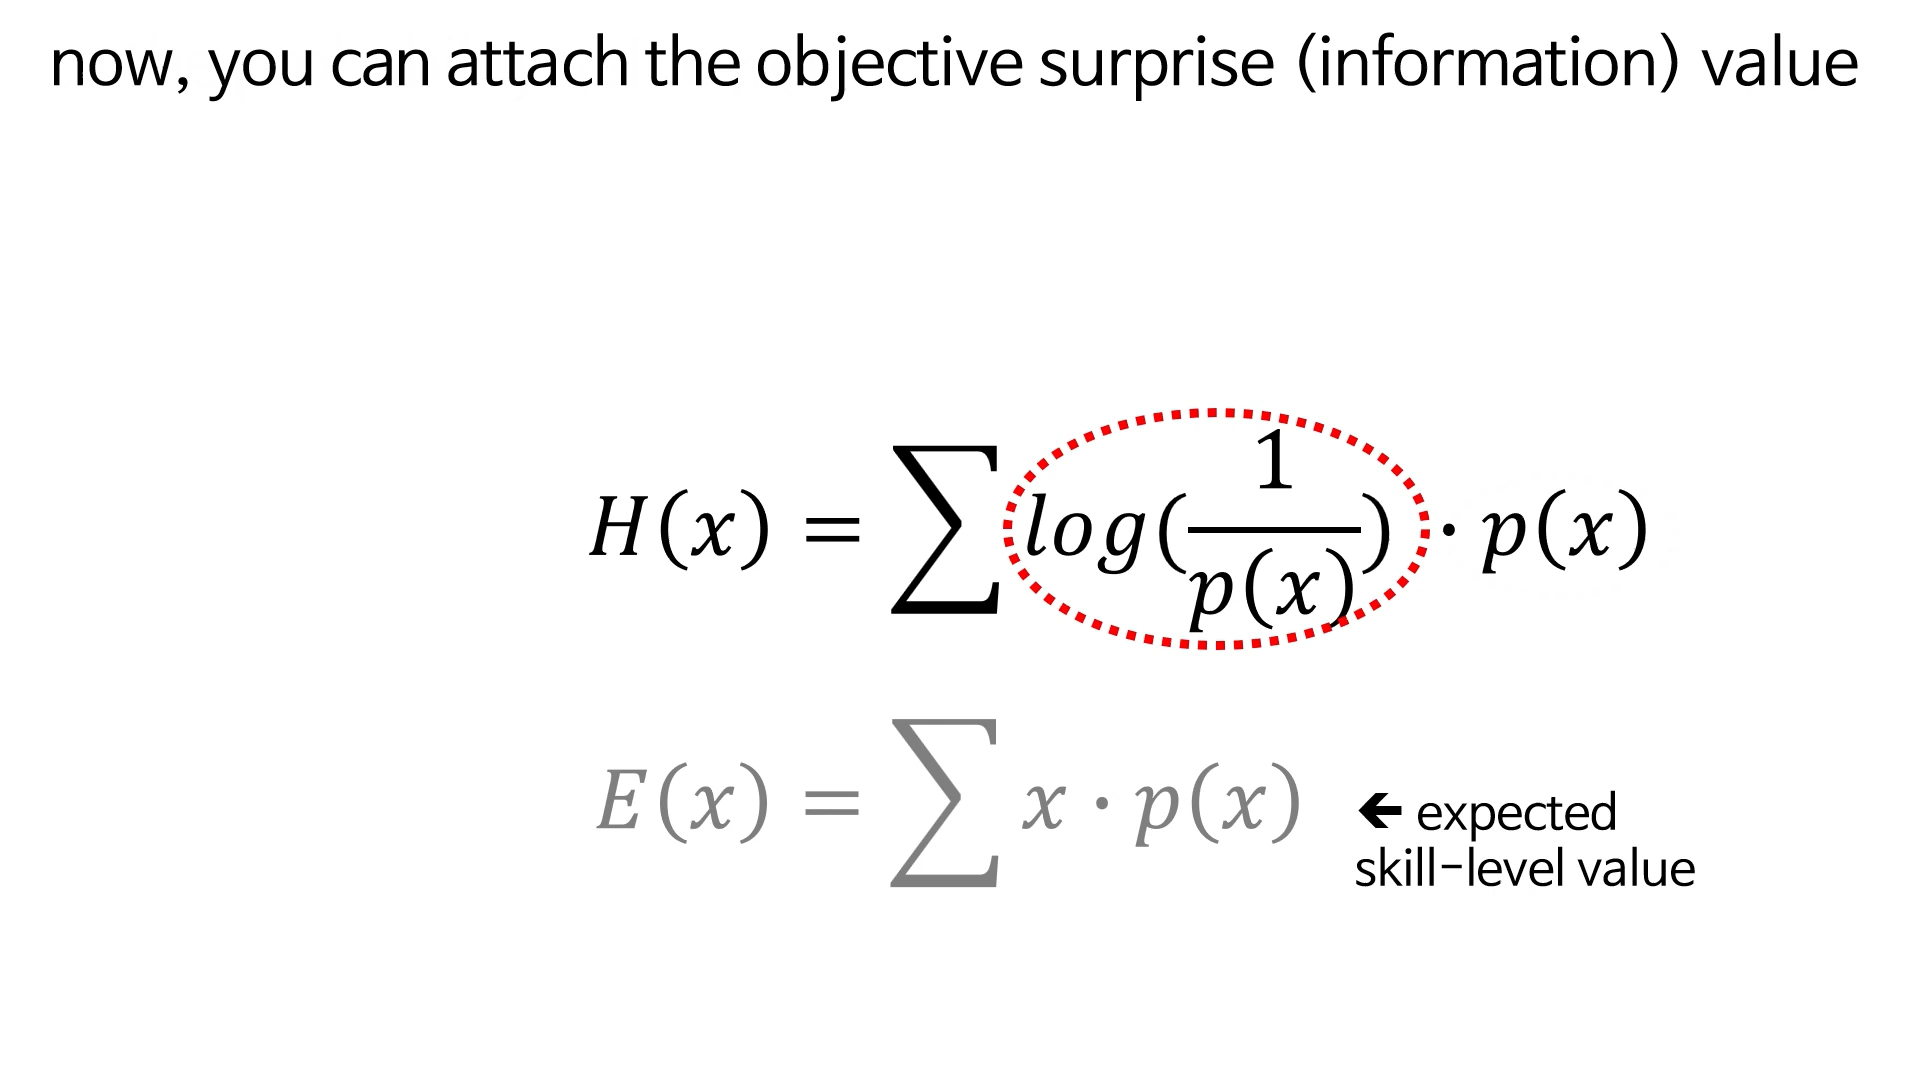 now, you can attach the objective surprise (information) value
H(x) = ∑ log(1/p(x)) · p(x)
E(x) = ∑ x · p(x)
🡰 expected
skill-level value